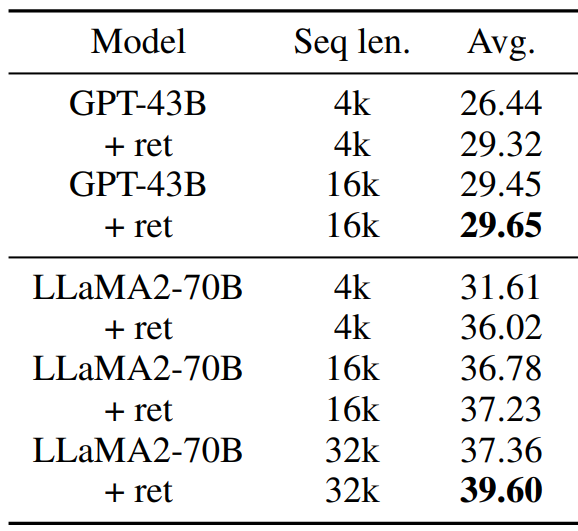 Model Seq len. Avg.
GPT-43B 4k 26.44
+ ret 4k 29.32
GPT-43B 16k 29.45
+ ret 16k 29.65
LLaMA2-70B 4k 31.61
+ ret 4k 36.02
LLaMA2-70B 16k 36.78
+ ret 16k 37.23
LLaMA2-70B 32k 37.36
+ ret 32k 39.60